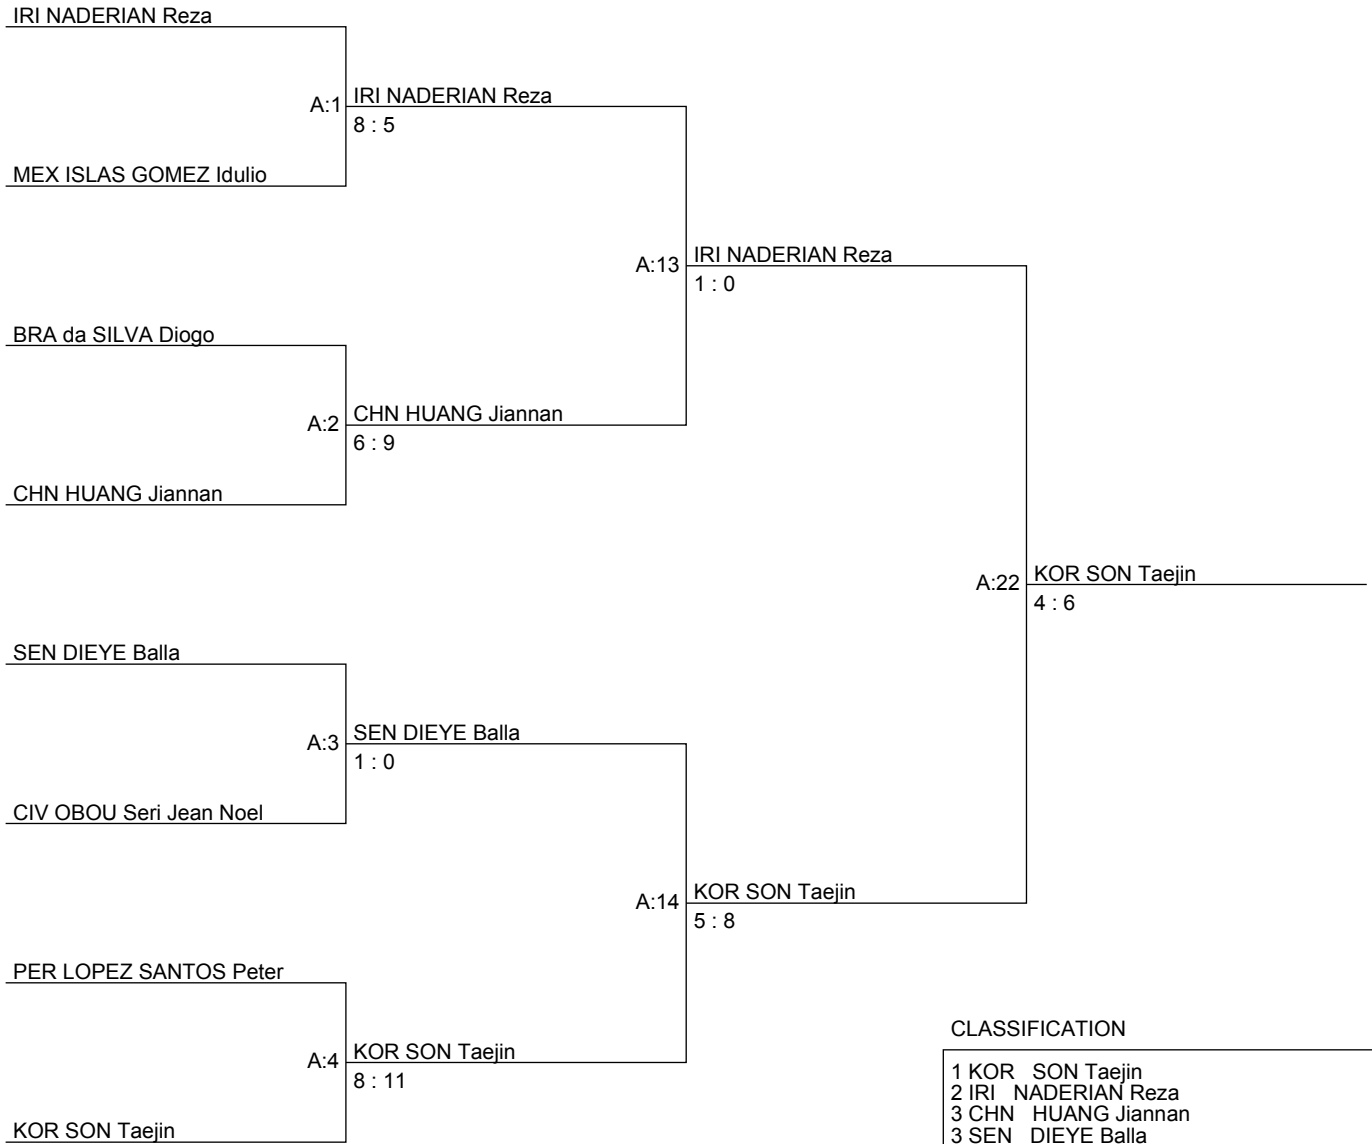 IRI NADERIAN Reza
A:1 IRI NADERIAN Reza
8 : 5
MEX ISLAS GOMEZ Idulio
A:13 IRI NADERIAN Reza
1 : 0
BRA da SILVA Diogo
A:2 CHN HUANG Jiannan
6 : 9
CHN HUANG Jiannan
A:22 KOR SON Taejin
4 : 6
SEN DIEYE Balla
A:3 SEN DIEYE Balla
1 : 0
CIV OBOU Seri Jean Noel
A:14 KOR SON Taejin
5 : 8
PER LOPEZ SANTOS Peter
A:4 KOR SON Taejin
8 : 11
KOR SON Taejin
CLASSIFICATION
1 KOR SON Taejin
2 IRI NADERIAN Reza
3 CHN HUANG Jiannan
3 SEN DIEYE Balla